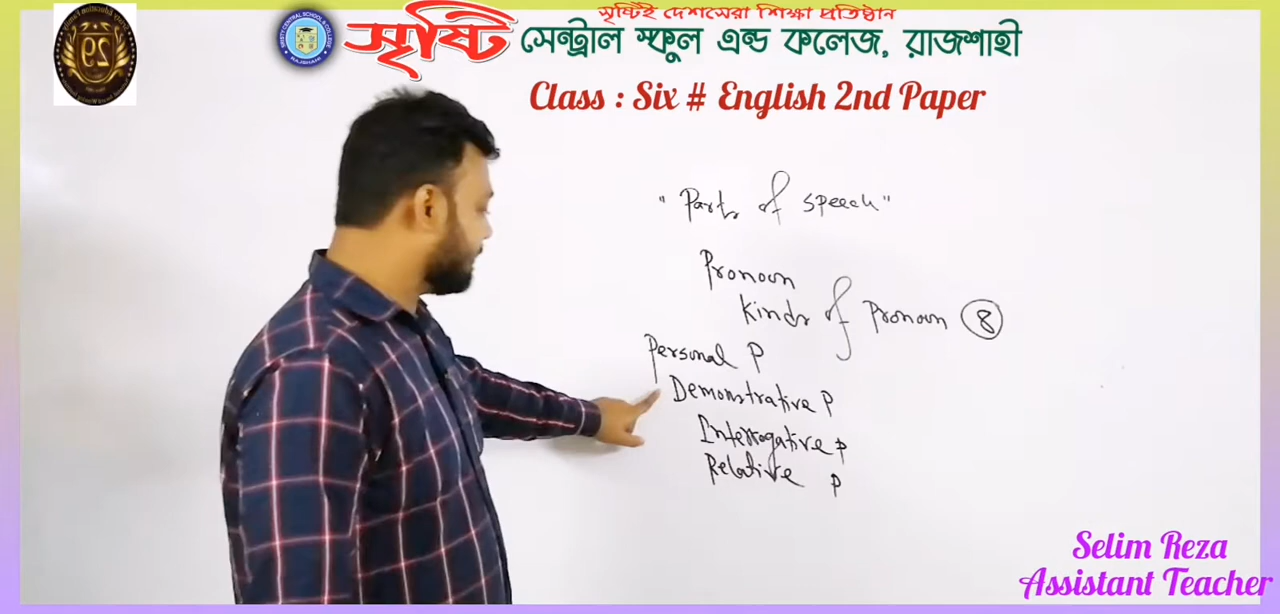 সৃষ্টিই দেশসেরা শিক্ষা প্রতিষ্ঠান
সৃষ্টি সেন্ট্রাল স্কুল এন্ড কলেজ, রাজশাহী
Class : Six # English 2nd Paper
"Parts of speech"
Pronoun
Kinds of Pronoun 8
Personal P
Demonstrative P
Interrogative P
Relative P
Selim Reza
Assistant Teacher